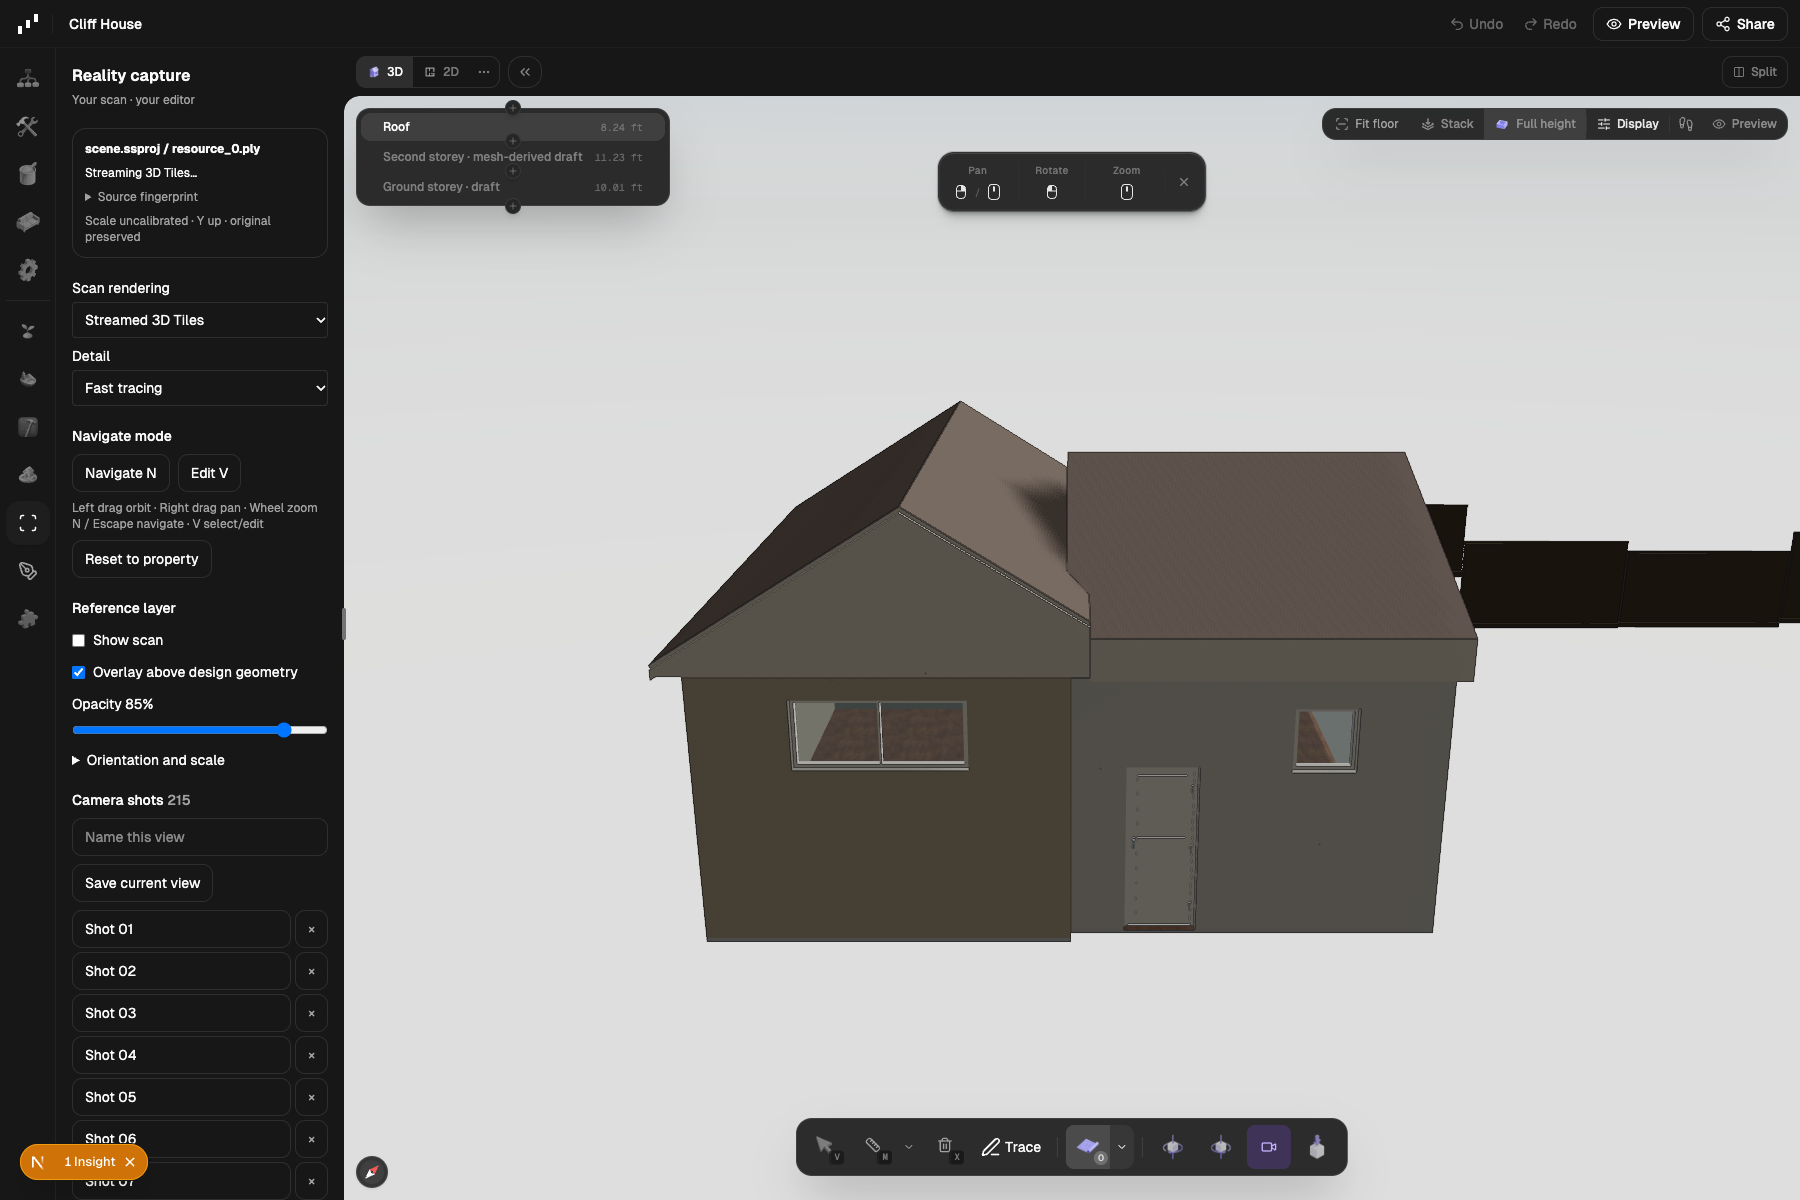 Cliff House
Undo
Redo
Preview
Share
Reality capture
Your scan · your editor
scene.ssproj / resource_0.ply
Streaming 3D Tiles…
Source fingerprint
Scale uncalibrated · Y up · original
preserved
Scan rendering
Streamed 3D Tiles
Detail
Fast tracing
Navigate mode
Navigate N
Edit V
Left drag orbit · Right drag pan · Wheel zoom
N / Escape navigate · V select/edit
Reset to property
Reference layer
Show scan
Overlay above design geometry
Opacity 85%
Orientation and scale
Camera shots 215
Name this view
Save current view
Shot 01 ×
Shot 02 ×
Shot 03 ×
Shot 04 ×
Shot 05 ×
Shot 06 ×
N 1 Insight
Shot 07 ×
3D
2D
Split
Roof 8.24 ft
Second storey · mesh-derived draft 11.23 ft
Ground storey · draft 10.01 ft
Pan
Rotate
Zoom
/
Fit floor
Stack
Full height
Display
Preview
V
M
X
Trace
0